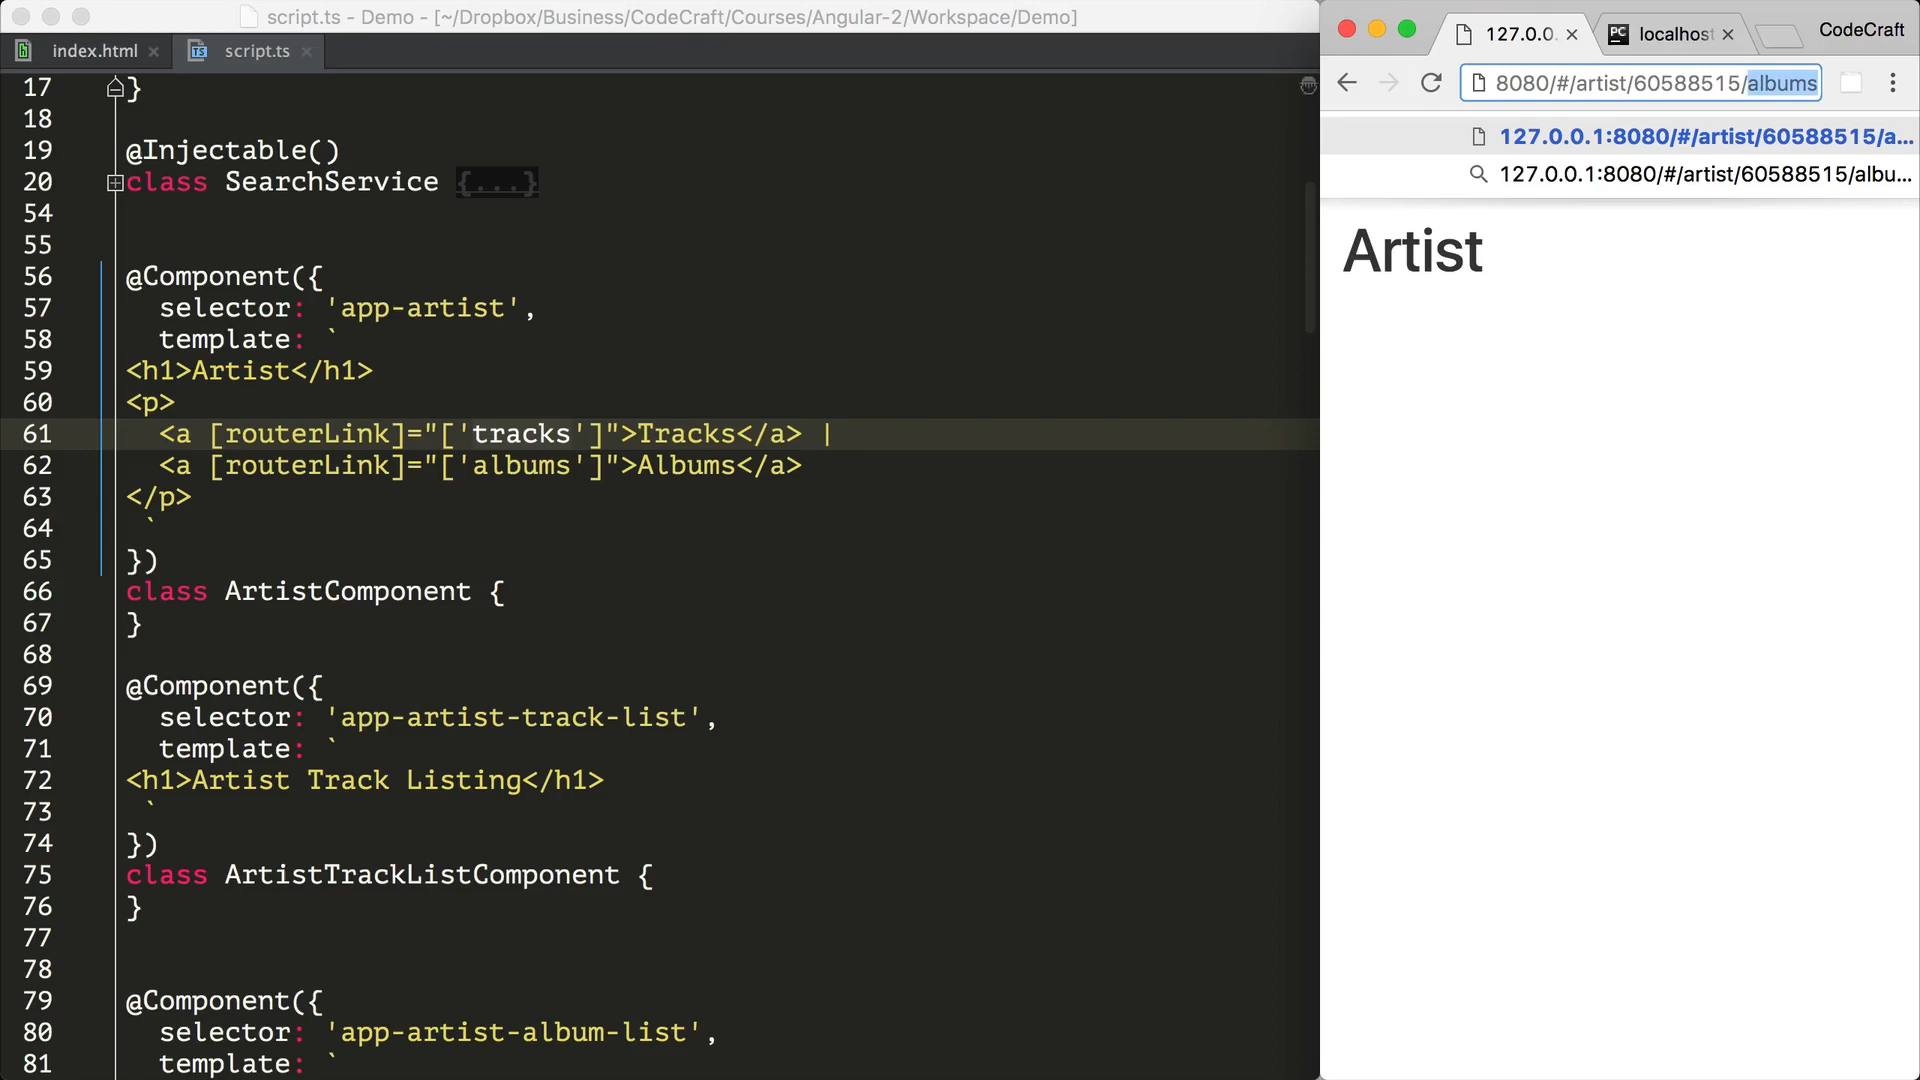 script.ts - Demo - [~/Dropbox/Business/CodeCraft/Courses/Angular-2/Workspace/Demo]
index.html
script.ts
17 }
18
19 @Injectable()
20 class SearchService {...}
54
55
56 @Component({
57 selector: 'app-artist',
58 template: `
59 <h1>Artist</h1>
60 <p>
61 <a [routerLink]="['tracks']">Tracks</a> |
62 <a [routerLink]="['albums']">Albums</a>
63 </p>
64 `
65 })
66 class ArtistComponent {
67 }
68
69 @Component({
70 selector: 'app-artist-track-list',
71 template: `
72 <h1>Artist Track Listing</h1>
73 `
74 })
75 class ArtistTrackListComponent {
76 }
77
78
79 @Component({
80 selector: 'app-artist-album-list',
81 template: `
127.0.0.
PC localhost
CodeCraft
8080/#/artist/60588515/albums
127.0.0.1:8080/#/artist/60588515/a...
127.0.0.1:8080/#/artist/60588515/albu...
Artist